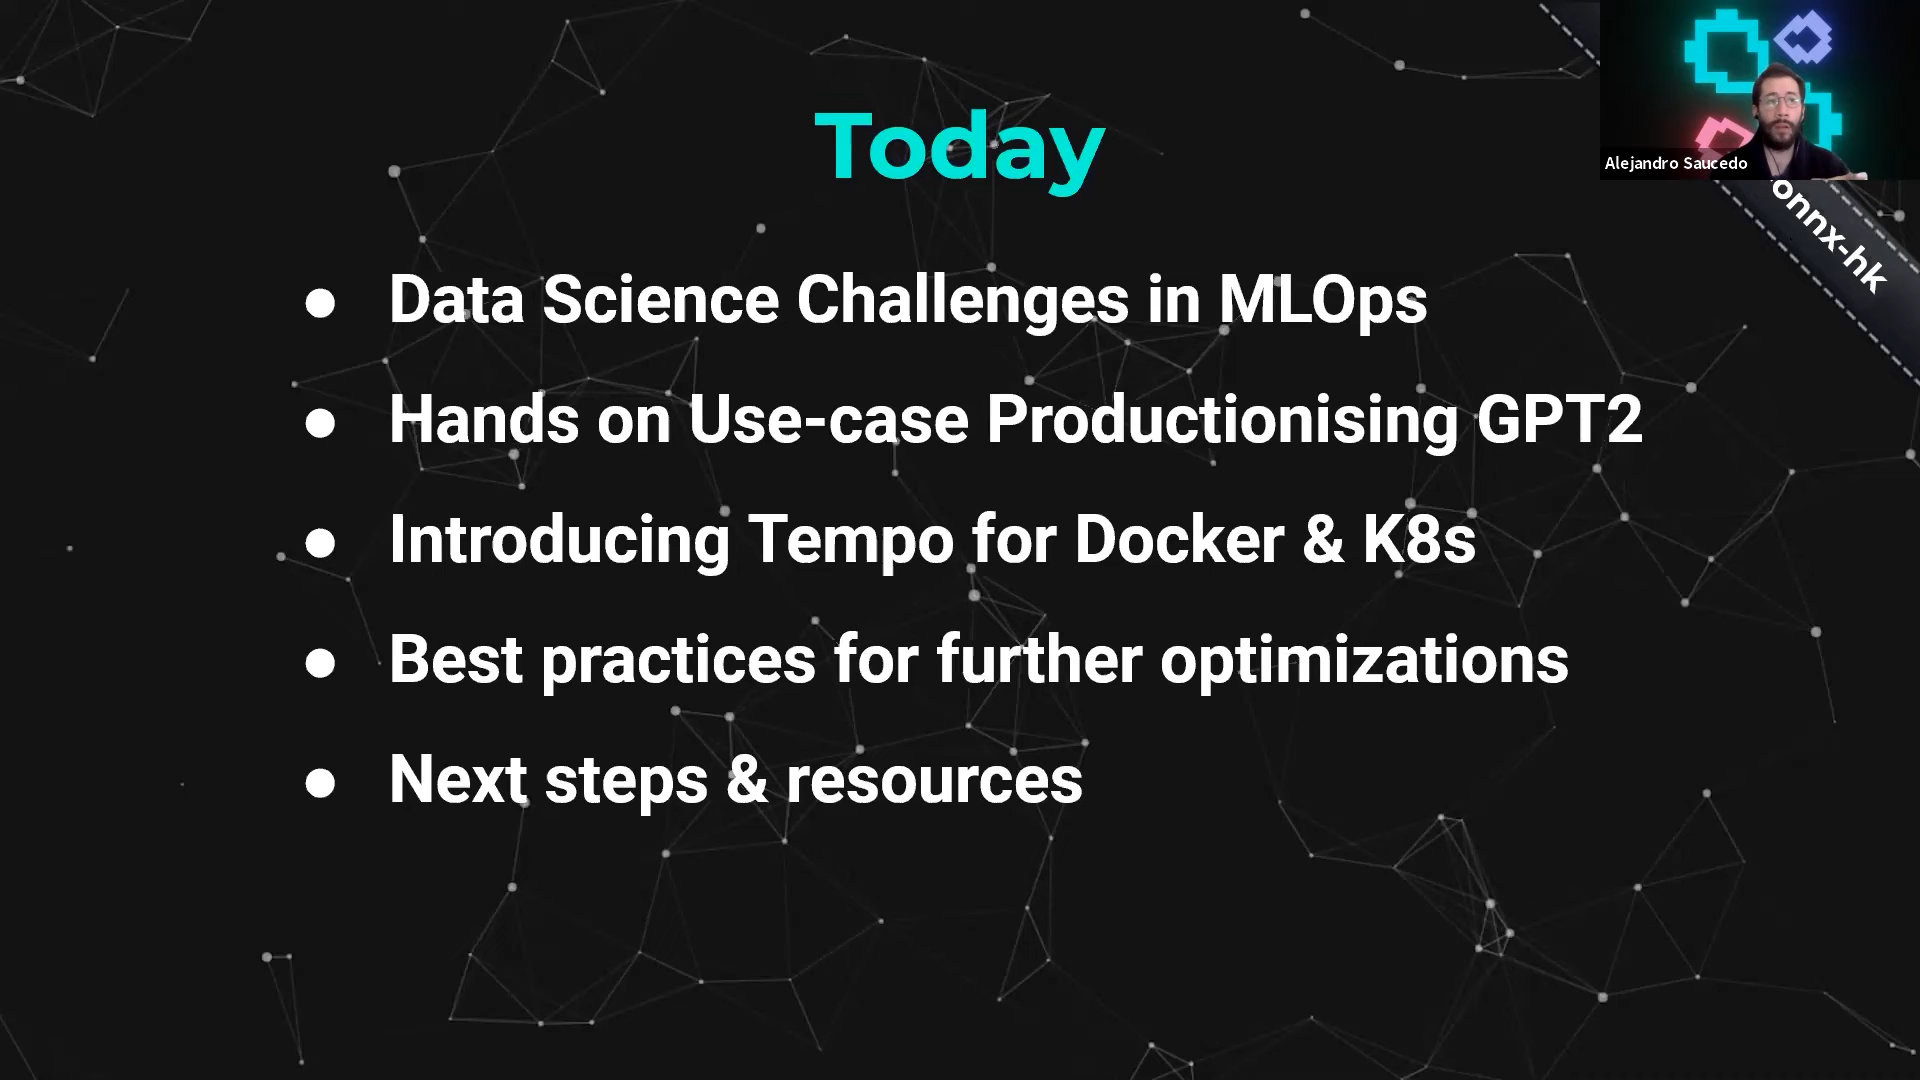 Today
Alejandro Saucedo
onnx-hk
● Data Science Challenges in MLOps
● Hands on Use-case Productionising GPT2
● Introducing Tempo for Docker & K8s
● Best practices for further optimizations
● Next steps & resources